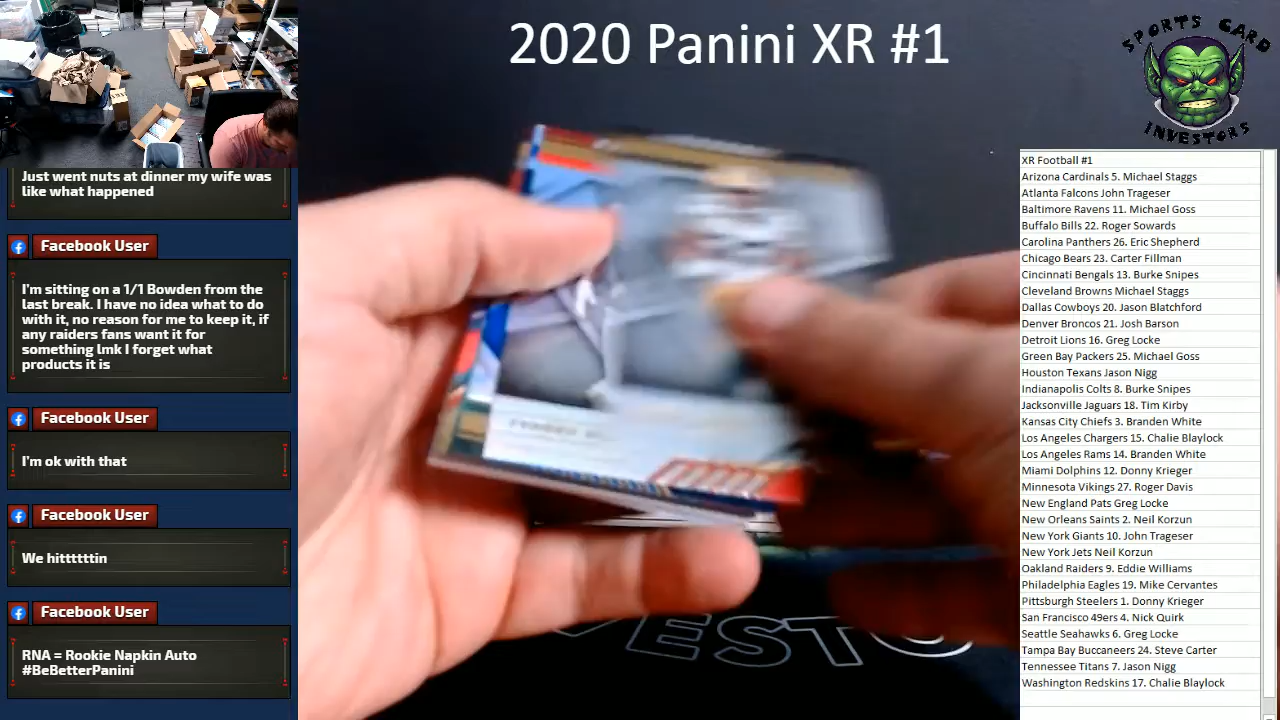 2020 Panini XR #1
SPORTS CARD
INVESTORS
Just went nuts at dinner my wife was
like what happened
Facebook User
I'm sitting on a 1/1 Bowden from the
last break. I have no idea what to do
with it, no reason for me to keep it, if
any raiders fans want it for
something lmk I forget what
products it is
Facebook User
I'm ok with that
Facebook User
We hittttttin
Facebook User
RNA = Rookie Napkin Auto
#BeBetterPanini
XR Football #1
Arizona Cardinals 5. Michael Staggs
Atlanta Falcons John Trageser
Baltimore Ravens 11. Michael Goss
Buffalo Bills 22. Roger Sowards
Carolina Panthers 26. Eric Shepherd
Chicago Bears 23. Carter Fillman
Cincinnati Bengals 13. Burke Snipes
Cleveland Browns Michael Staggs
Dallas Cowboys 20. Jason Blatchford
Denver Broncos 21. Josh Barson
Detroit Lions 16. Greg Locke
Green Bay Packers 25. Michael Goss
Houston Texans Jason Nigg
Indianapolis Colts 8. Burke Snipes
Jacksonville Jaguars 18. Tim Kirby
Kansas City Chiefs 3. Branden White
Los Angeles Chargers 15. Chalie Blaylock
Los Angeles Rams 14. Branden White
Miami Dolphins 12. Donny Krieger
Minnesota Vikings 27. Roger Davis
New England Pats Greg Locke
New Orleans Saints 2. Neil Korzun
New York Giants 10. John Trageser
New York Jets Neil Korzun
Oakland Raiders 9. Eddie Williams
Philadelphia Eagles 19. Mike Cervantes
Pittsburgh Steelers 1. Donny Krieger
San Francisco 49ers 4. Nick Quirk
Seattle Seahawks 6. Greg Locke
Tampa Bay Buccaneers 24. Steve Carter
Tennessee Titans 7. Jason Nigg
Washington Redskins 17. Chalie Blaylock